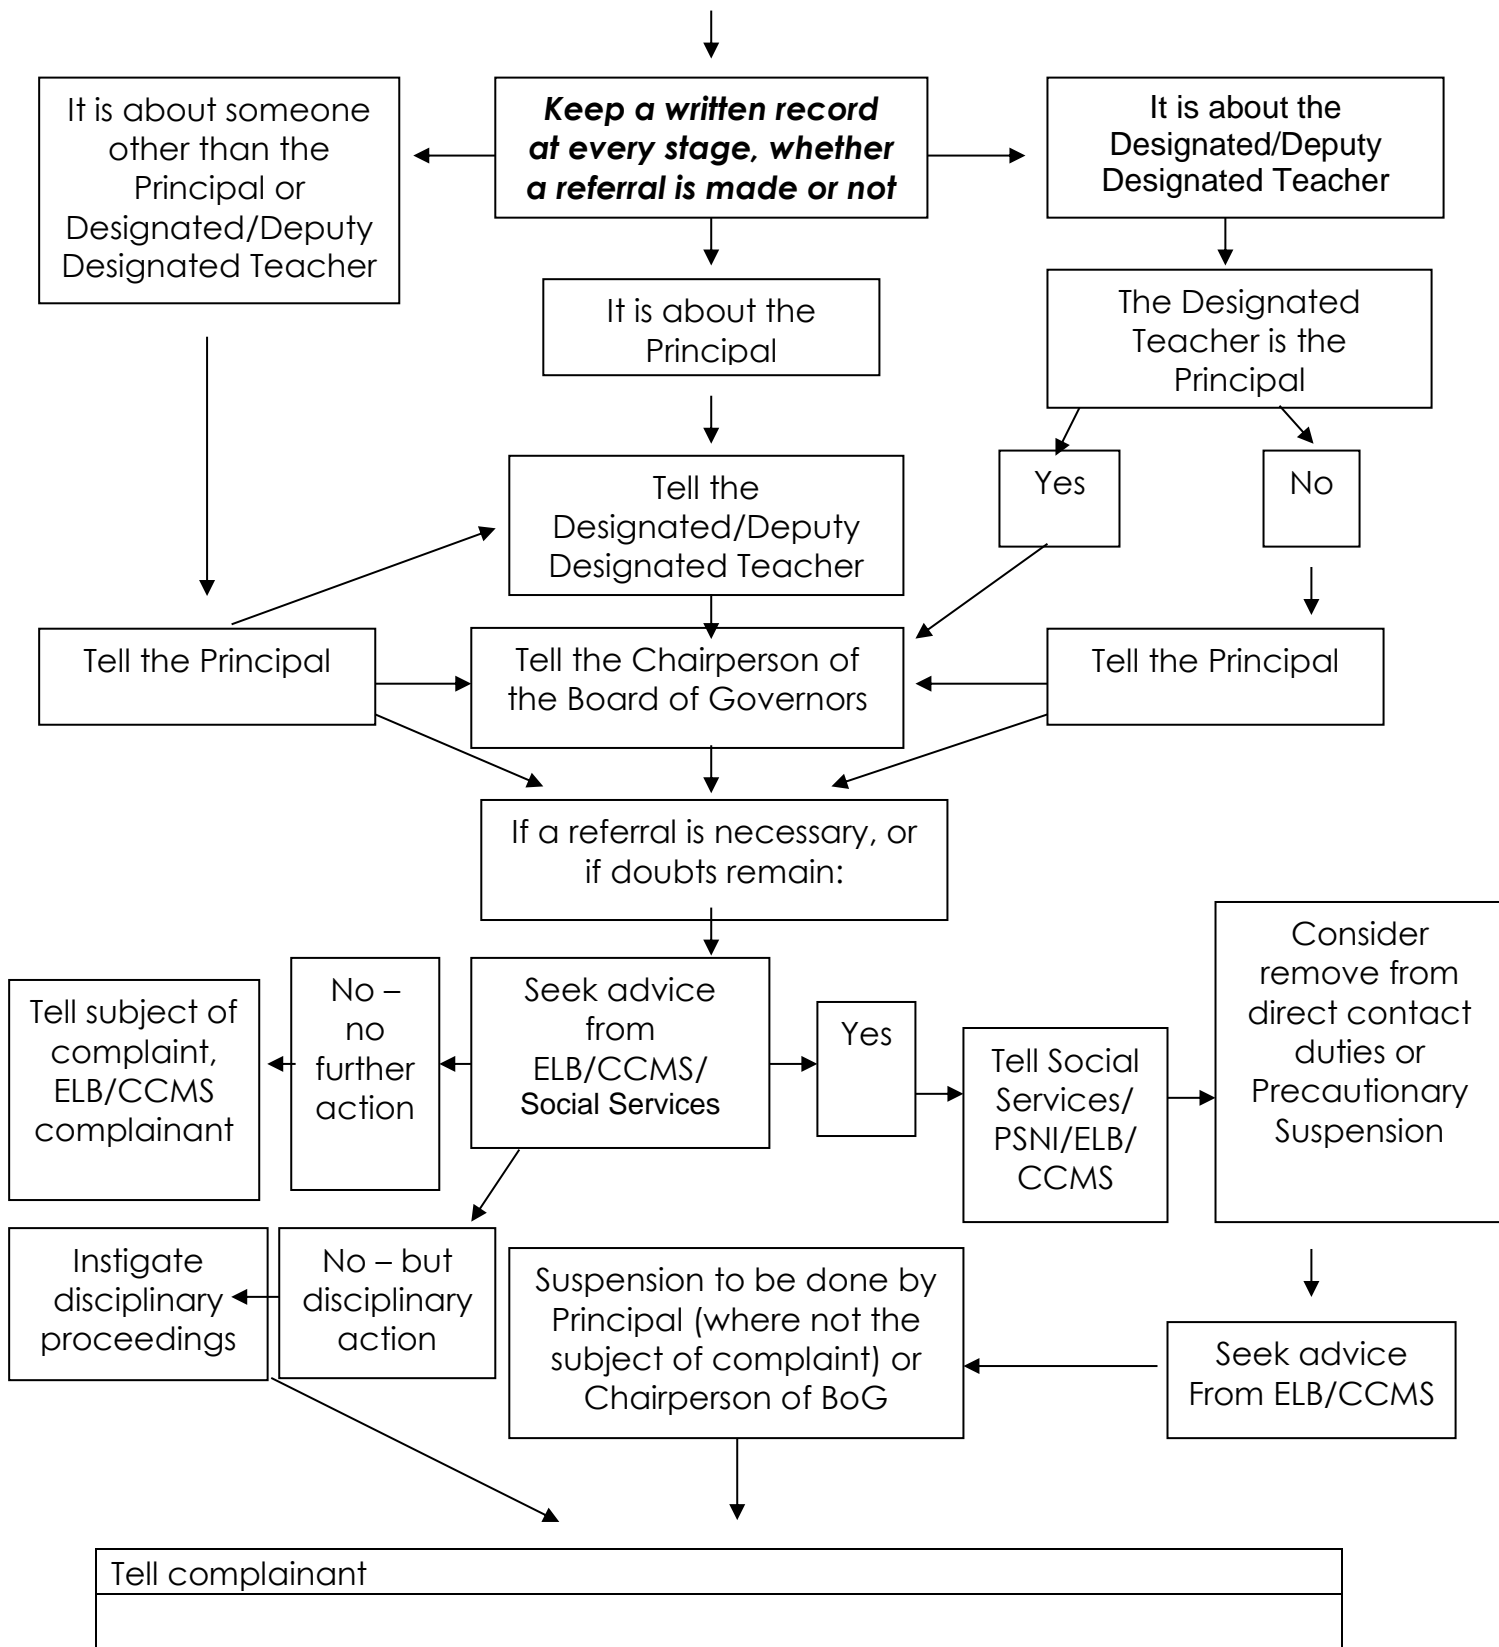 It is about someone
other than the
Principal or
Designated/Deputy
Designated Teacher
Keep a written record
at every stage, whether
a referral is made or not
It is about the
Designated/Deputy
Designated Teacher
It is about the
Principal
The Designated
Teacher is the
Principal
Tell the
Designated/Deputy
Designated Teacher
Yes
No
Tell the Principal
Tell the Chairperson of
the Board of Governors
Tell the Principal
If a referral is necessary, or
if doubts remain:
Tell subject of
complaint,
ELB/CCMS
complainant
No –
no
further
action
Seek advice
from
ELB/CCMS/
Social Services
Yes
Tell Social
Services/
PSNI/ELB/
CCMS
Consider
remove from
direct contact
duties or
Precautionary
Suspension
Instigate
disciplinary
proceedings
No – but
disciplinary
action
Suspension to be done by
Principal (where not the
subject of complaint) or
Chairperson of BoG
Seek advice
From ELB/CCMS
Tell complainant